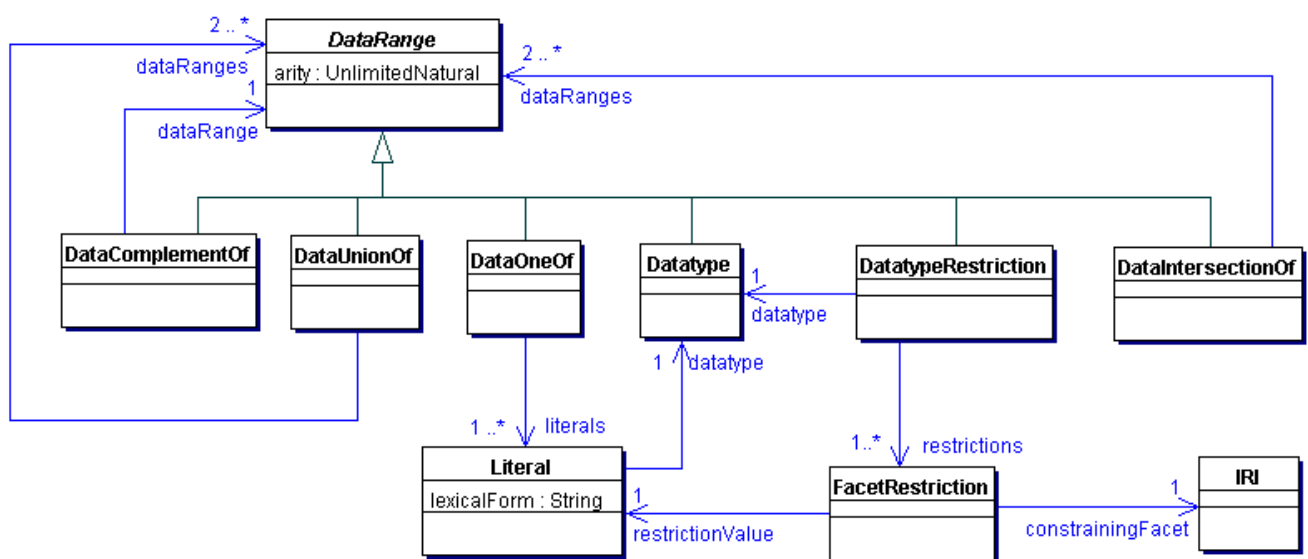 2 .. *
DataRange
2..*
dataRanges
arity : UnlimitedNatural
dataRanges
1
dataRange
DataComplementOf
DataUnionOf
DataOneOf
Datatype
DatatypeRestriction
DataIntersectionOf
1
datatype
1
datatype
1 ..*
literals
1..*
restrictions
Literal
lexicalForm : String
1
restrictionValue
FacetRestriction
1
constrainingFacet
IRI